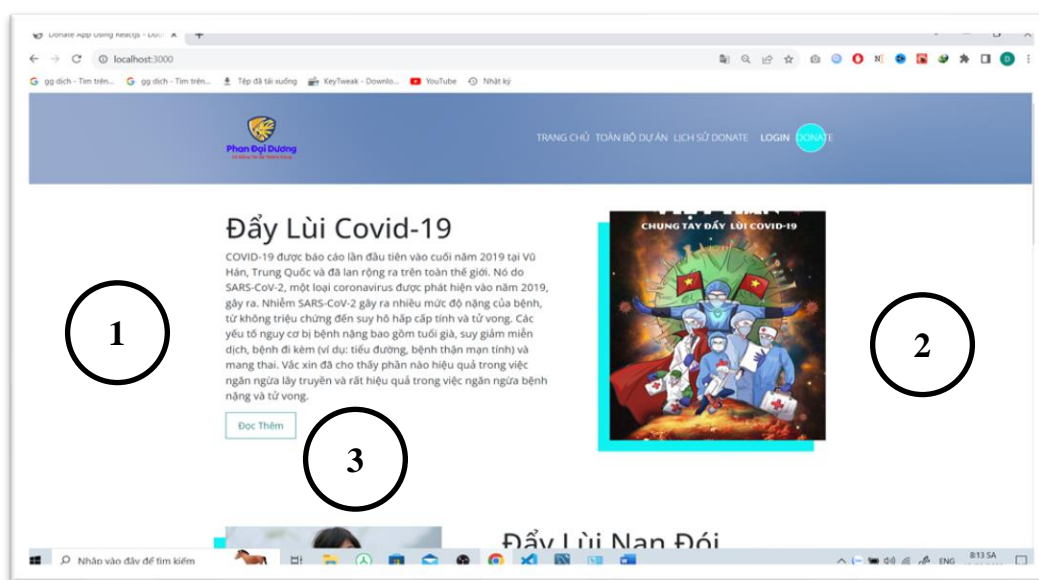 Donate App Using Reactjs -
localhost:3000
gg dich - Tìm trên... gg dich - Tìm trên... Tệp đã tải xuống KeyTweak - Downlo... YouTube Nhật ký
Phan Đại Dương
TRANG CHỦ TOÀN BỘ DỰ ÁN LỊCH SỬ DONATE LOGIN DONATE
Đẩy Lùi Covid-19
COVID-19 được báo cáo lần đầu tiên vào cuối năm 2019 tại Vũ
Hán, Trung Quốc và đã lan rộng ra trên toàn thế giới. Nó do
SARS-CoV-2, một loại coronavirus được phát hiện vào năm 2019,
gây ra. Nhiễm SARS-CoV-2 gây ra nhiều mức độ nặng của bệnh,
từ không triệu chứng đến suy hô hấp cấp tính và tử vong. Các
yếu tố nguy cơ bị bệnh nặng bao gồm tuổi già, suy giảm miễn
dịch, bệnh đi kèm (ví dụ: tiểu đường, bệnh thận mạn tính) và
mang thai. Vắc xin đã cho thấy phần nào hiệu quả trong việc
ngăn ngừa lây truyền và rất hiệu quả trong việc ngăn ngừa bệnh
nặng và tử vong.
Đọc Thêm
CHUNG TAY ĐẨY LÙI COVID-19
1
2
3
Đẩy Lùi Nạn Đói
Nhập vào đây để tìm kiếm
ENG
8:13 SA